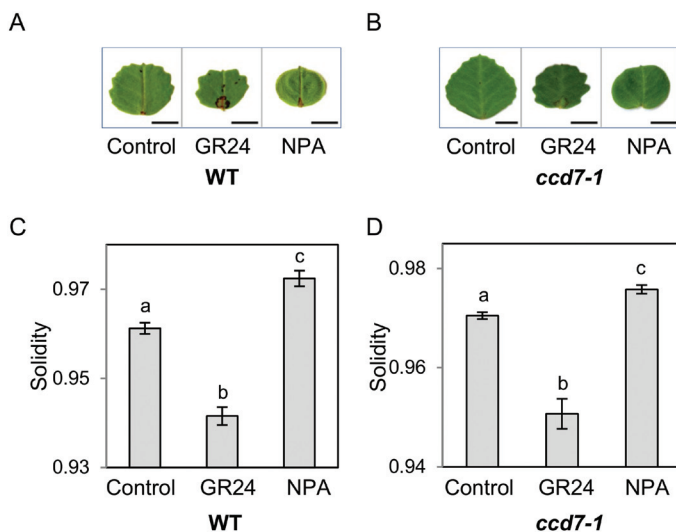 A
B
Control GR24 NPA
WT
Control GR24 NPA
ccd7-1
C
D
Solidity
0.97
0.95
0.93
a
b
c
Control GR24 NPA
WT
Solidity
0.98
0.96
0.94
a
b
c
Control GR24 NPA
ccd7-1